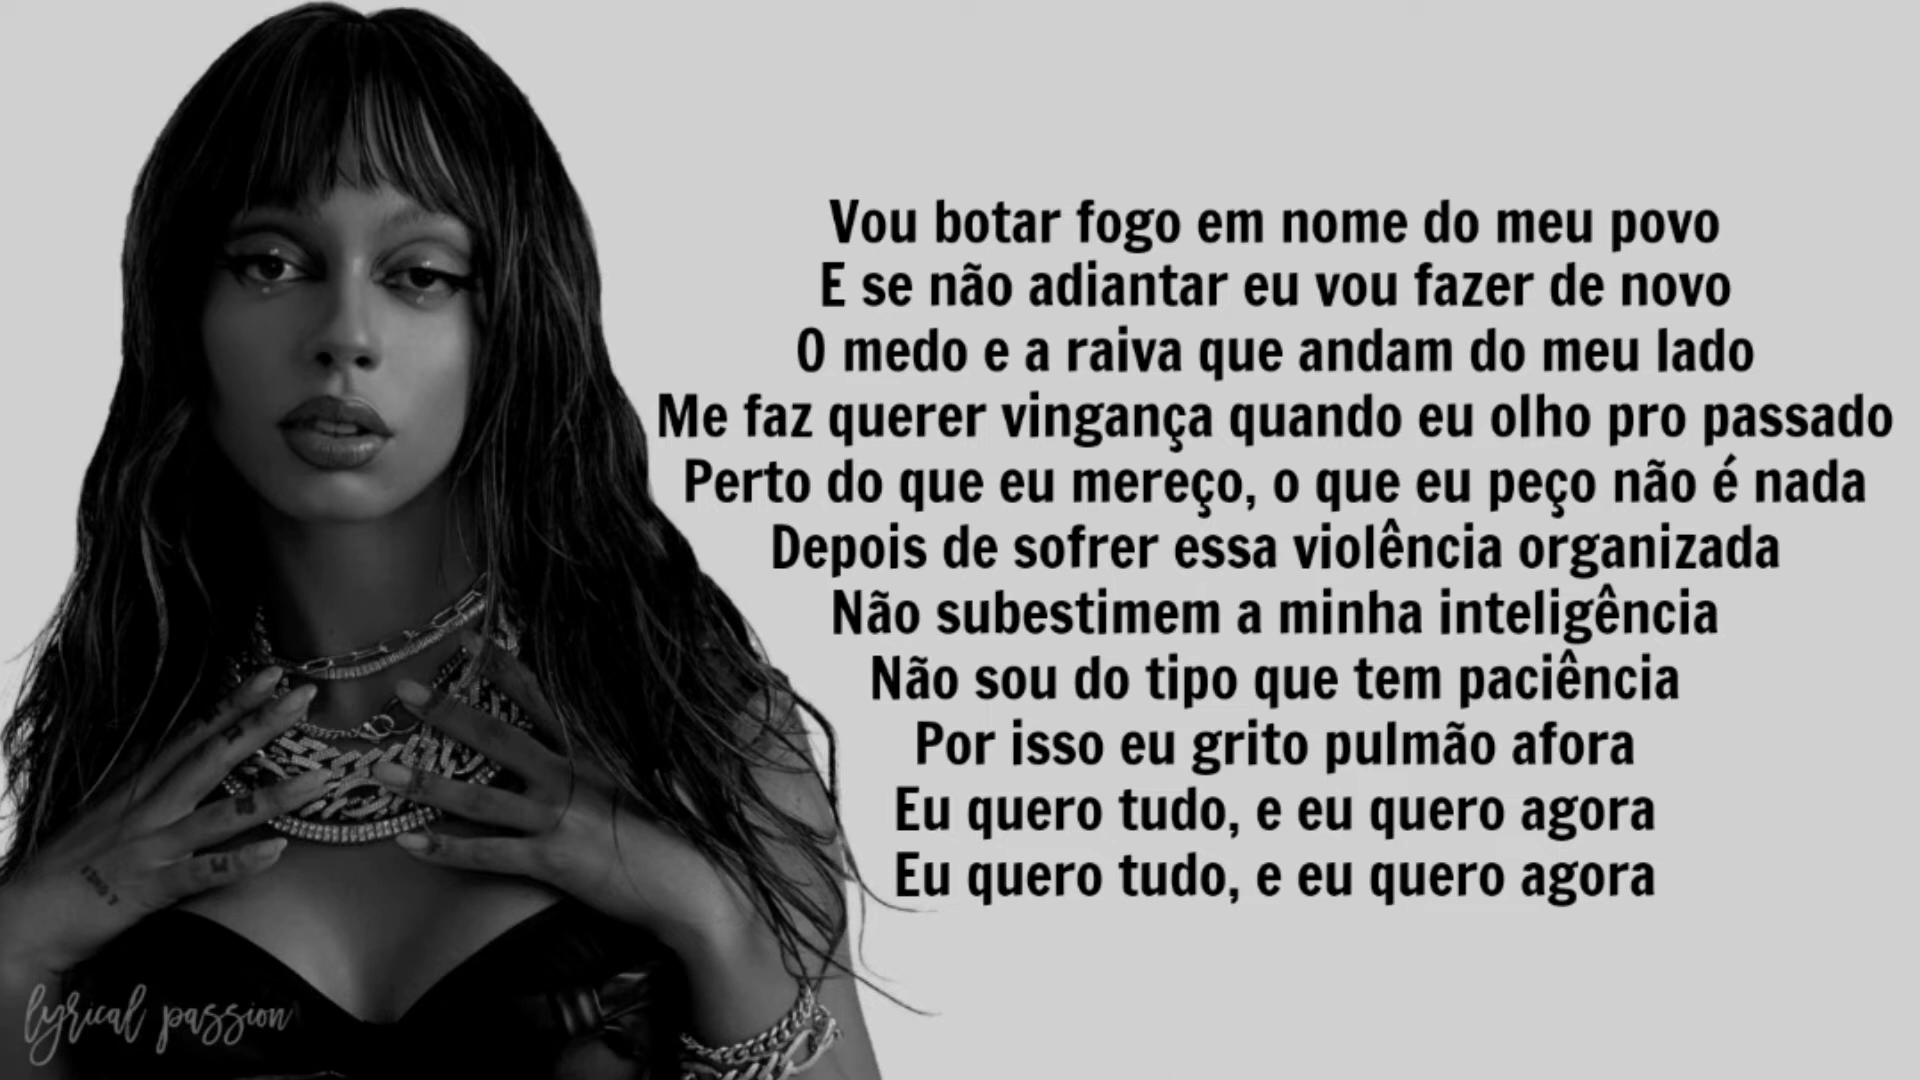 Vou botar fogo em nome do meu povo
E se não adiantar eu vou fazer de novo
O medo e a raiva que andam do meu lado
Me faz querer vingança quando eu olho pro passado
Perto do que eu mereço, o que eu peço não é nada
Depois de sofrer essa violência organizada
Não subestimem a minha inteligência
Não sou do tipo que tem paciência
Por isso eu grito pulmão afora
Eu quero tudo, e eu quero agora
Eu quero tudo, e eu quero agora
lyrical passion